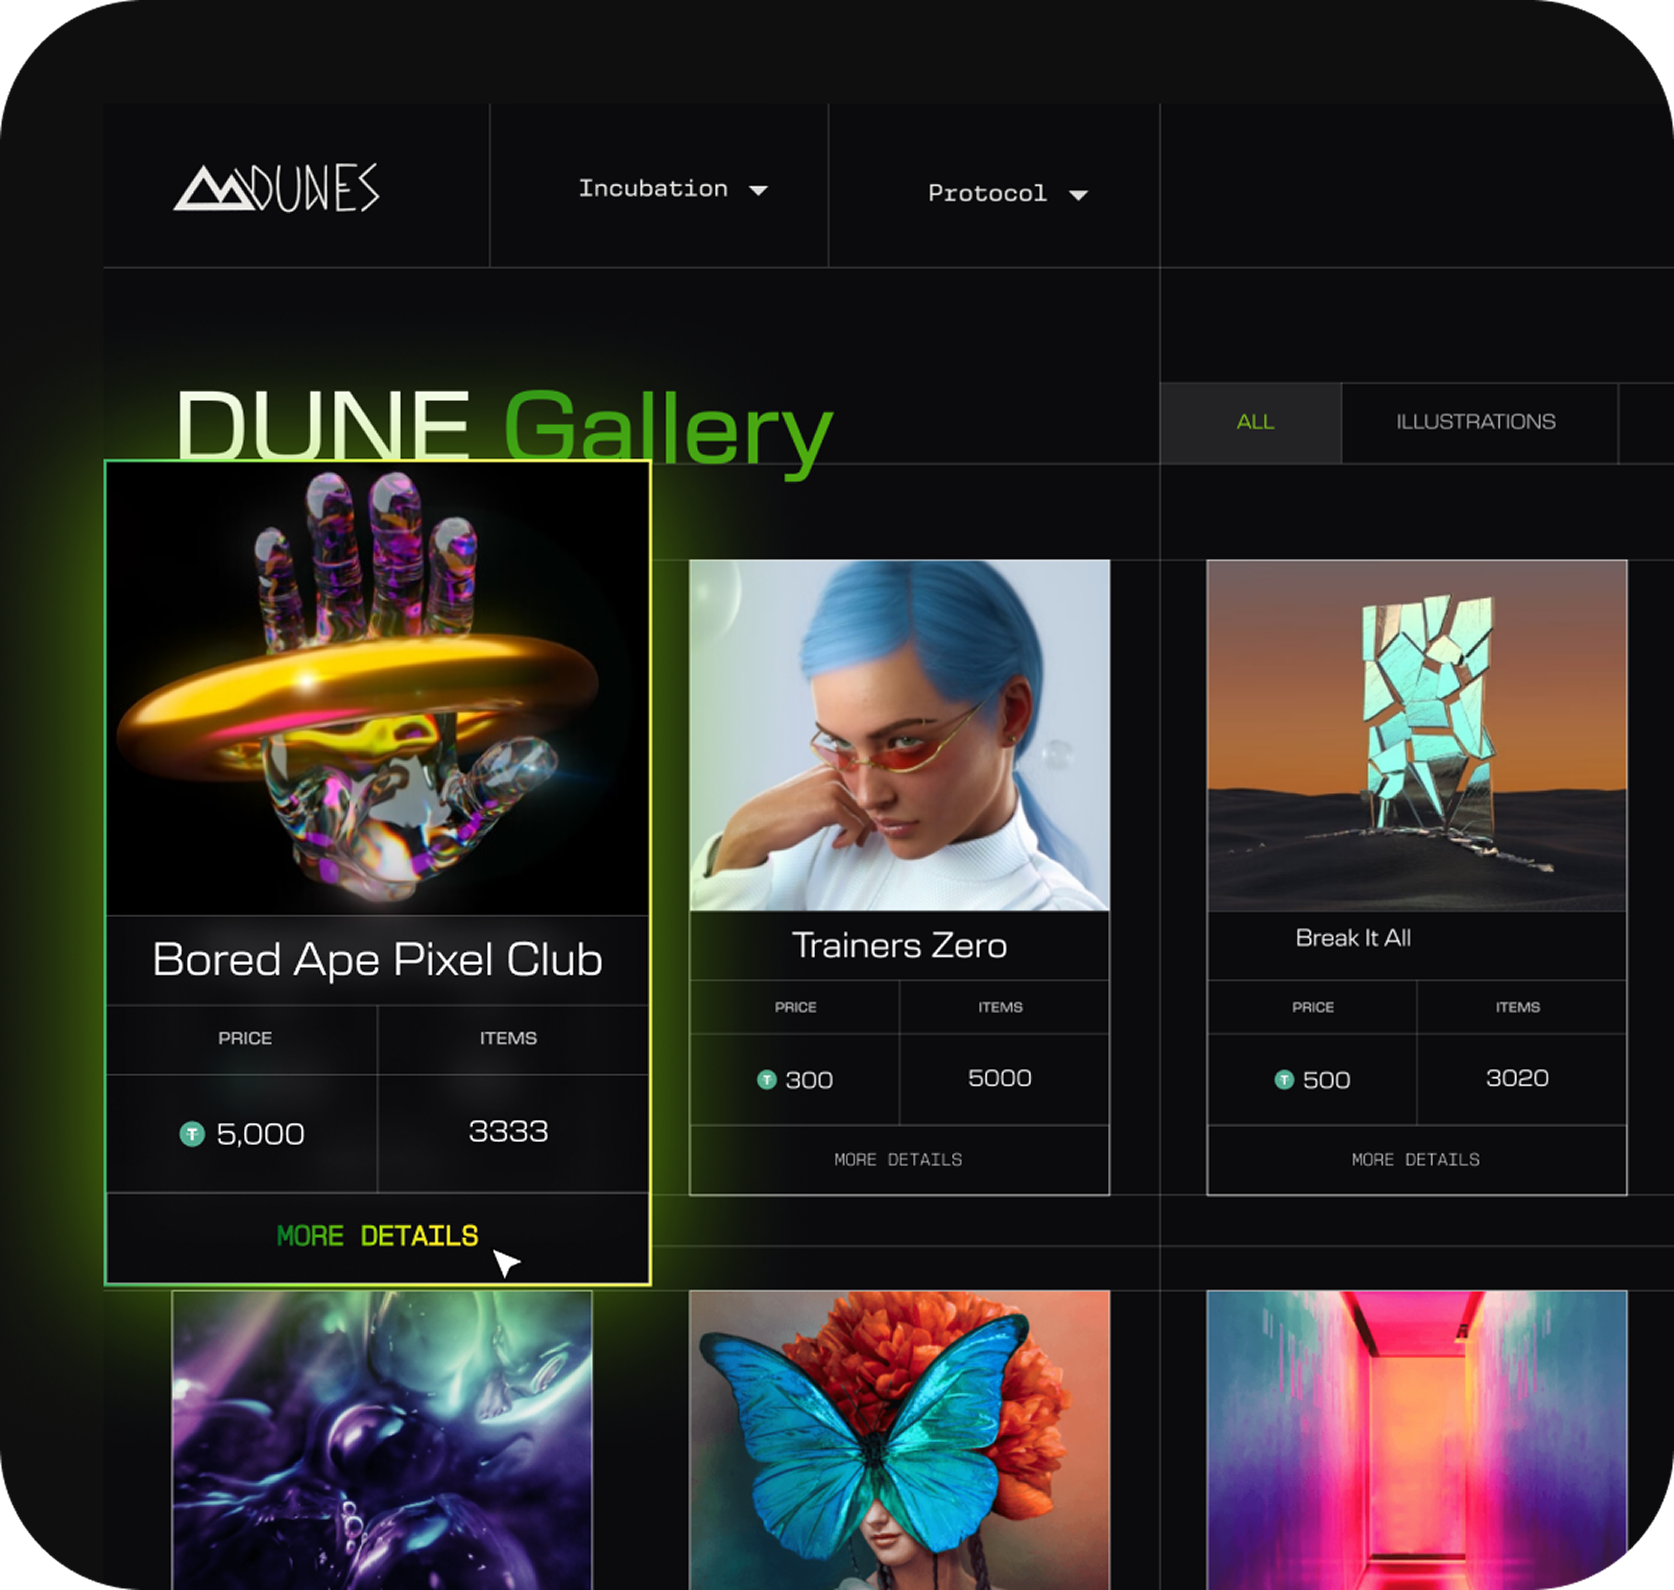 DUNES
Incubation
Protocol
DUNE Gallery
ALL
ILLUSTRATIONS
Bored Ape Pixel Club
PRICE
ITEMS
5,000
3333
MORE DETAILS
Trainers Zero
PRICE
ITEMS
300
5000
MORE DETAILS
Break It All
PRICE
ITEMS
500
3020
MORE DETAILS